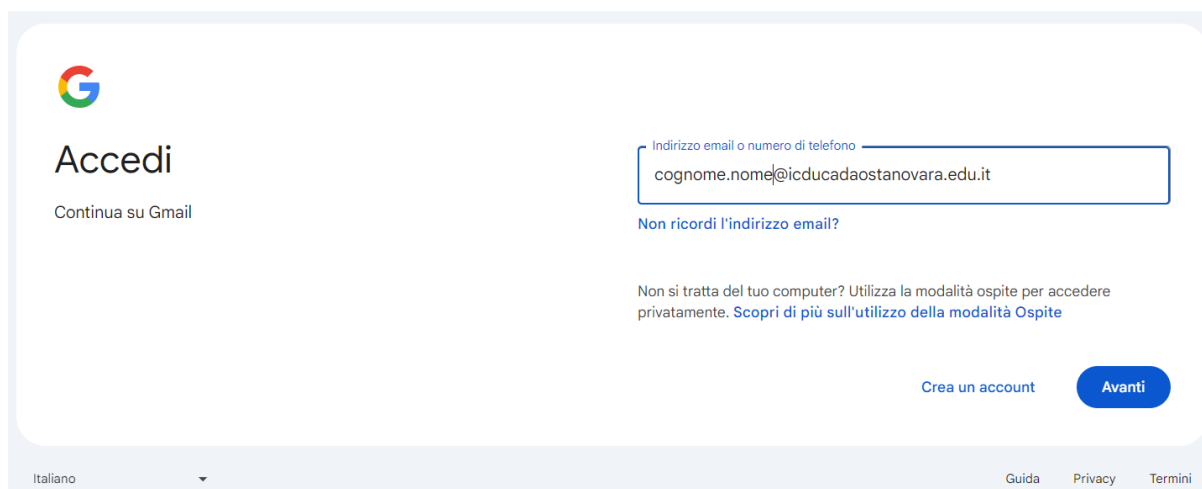 Accedi
Continua su Gmail
Indirizzo email o numero di telefono
cognome.nome@icducadaostanovara.edu.it
Non ricordi l'indirizzo email?
Non si tratta del tuo computer? Utilizza la modalità ospite per accedere
privatamente. Scopri di più sull'utilizzo della modalità Ospite
Crea un account
Avanti
Italiano
Guida
Privacy
Termini